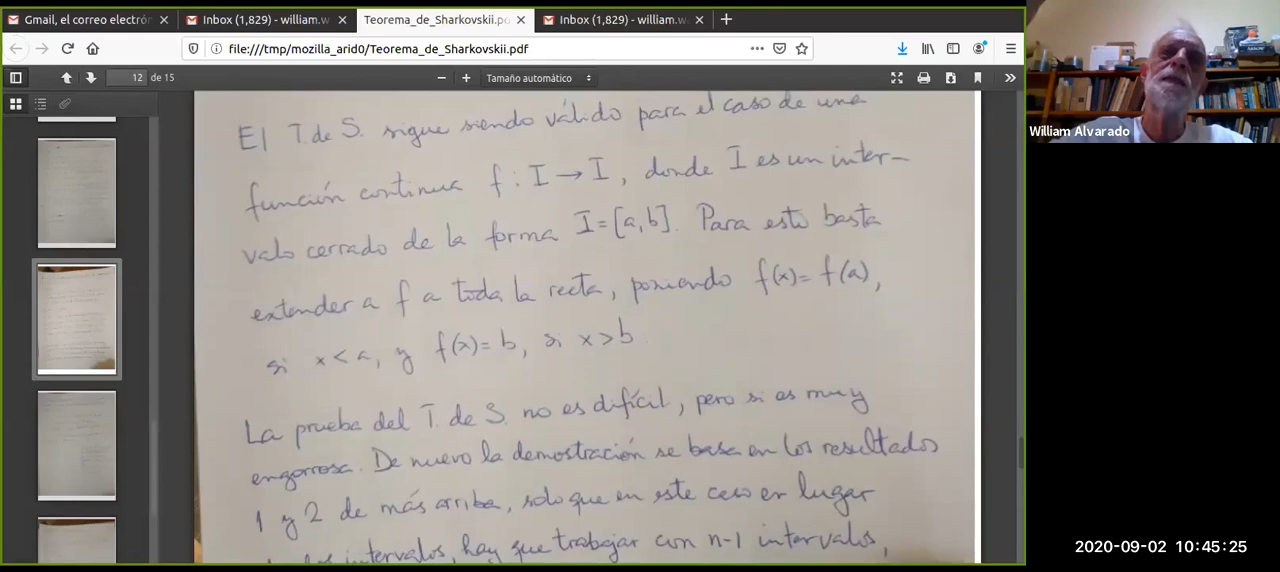 Gmail, el correo electrón
Inbox (1,829) - william.w
Teorema_de_Sharkovskii.p
Inbox (1,829) - william.w
file:///tmp/mozilla_arid0/Teorema_de_Sharkovskii.pdf
12 de 15
Tamaño automático
El T. de S. sigue siendo válido para el caso de una
función continua f : I → I, donde I es un inter-
valo cerrado de la forma I = [a, b]. Para esto basta
extender a f a toda la recta, poniendo f(x) = f(a),
si x < a, y f(x) = b, si x > b
La prueba del T. de S. no es difícil, pero si es muy
engorrosa. De nuevo la demostración se basa en los resultados
1 y 2 de más arriba, solo que en este caso en lugar
intervalos, hay que trabajar con n-1 intervalos,
William Alvarado
2020-09-02 10:45:25